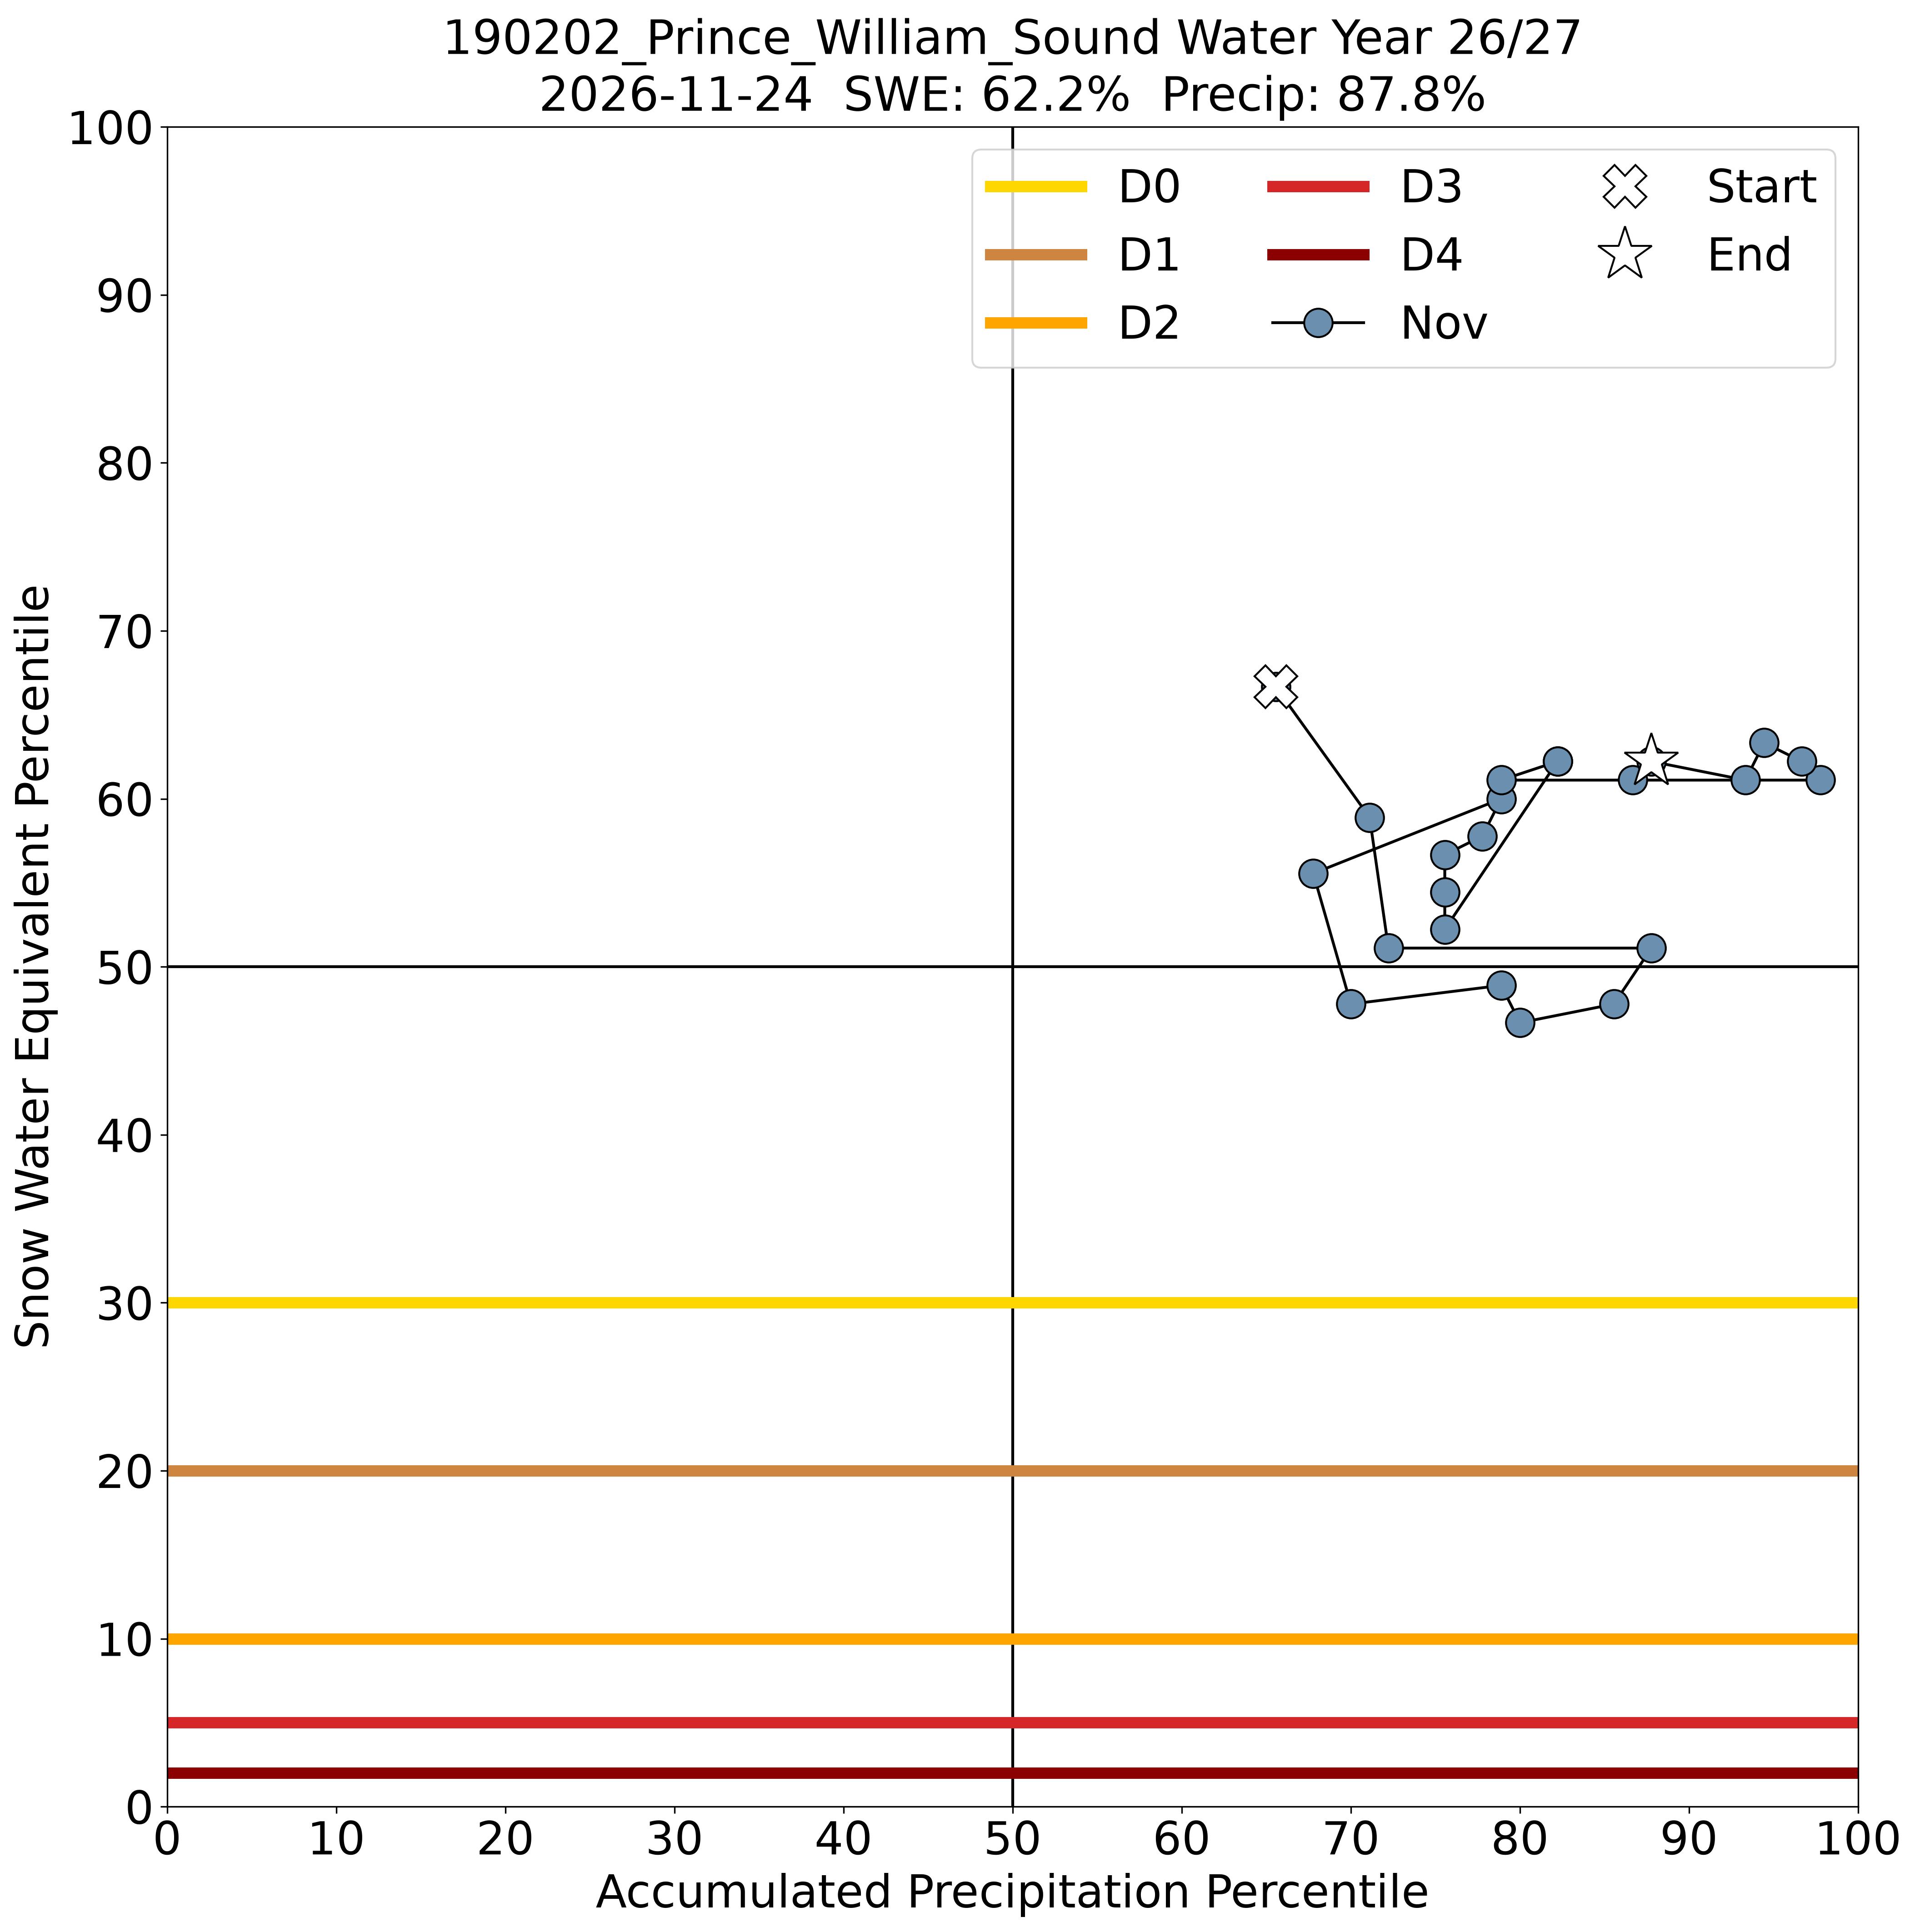 190202_Prince_William_Sound Water Year 26/27
2026-11-24 SWE: 62.2% Precip: 87.8%
D0
D1
D2
D3
D4
Nov
Start
End
Snow Water Equivalent Percentile
100
90
80
70
60
50
40
30
20
10
0
0 10 20 30 40 50 60 70 80 90 100
Accumulated Precipitation Percentile